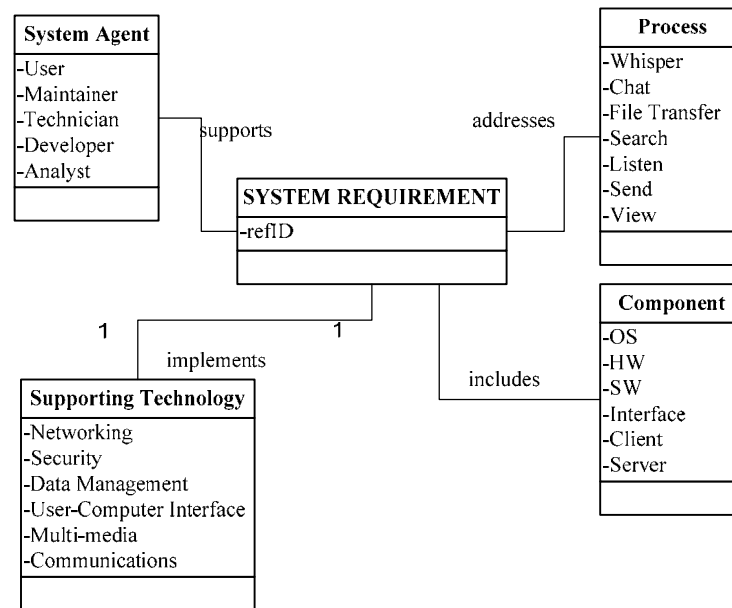 System Agent
-User
-Maintainer
-Technician
-Developer
-Analyst
supports
addresses
Process
-Whisper
-Chat
-File Transfer
-Search
-Listen
-Send
-View
SYSTEM REQUIREMENT
-refID
1
1
implements
includes
Supporting Technology
-Networking
-Security
-Data Management
-User-Computer Interface
-Multi-media
-Communications
Component
-OS
-HW
-SW
-Interface
-Client
-Server